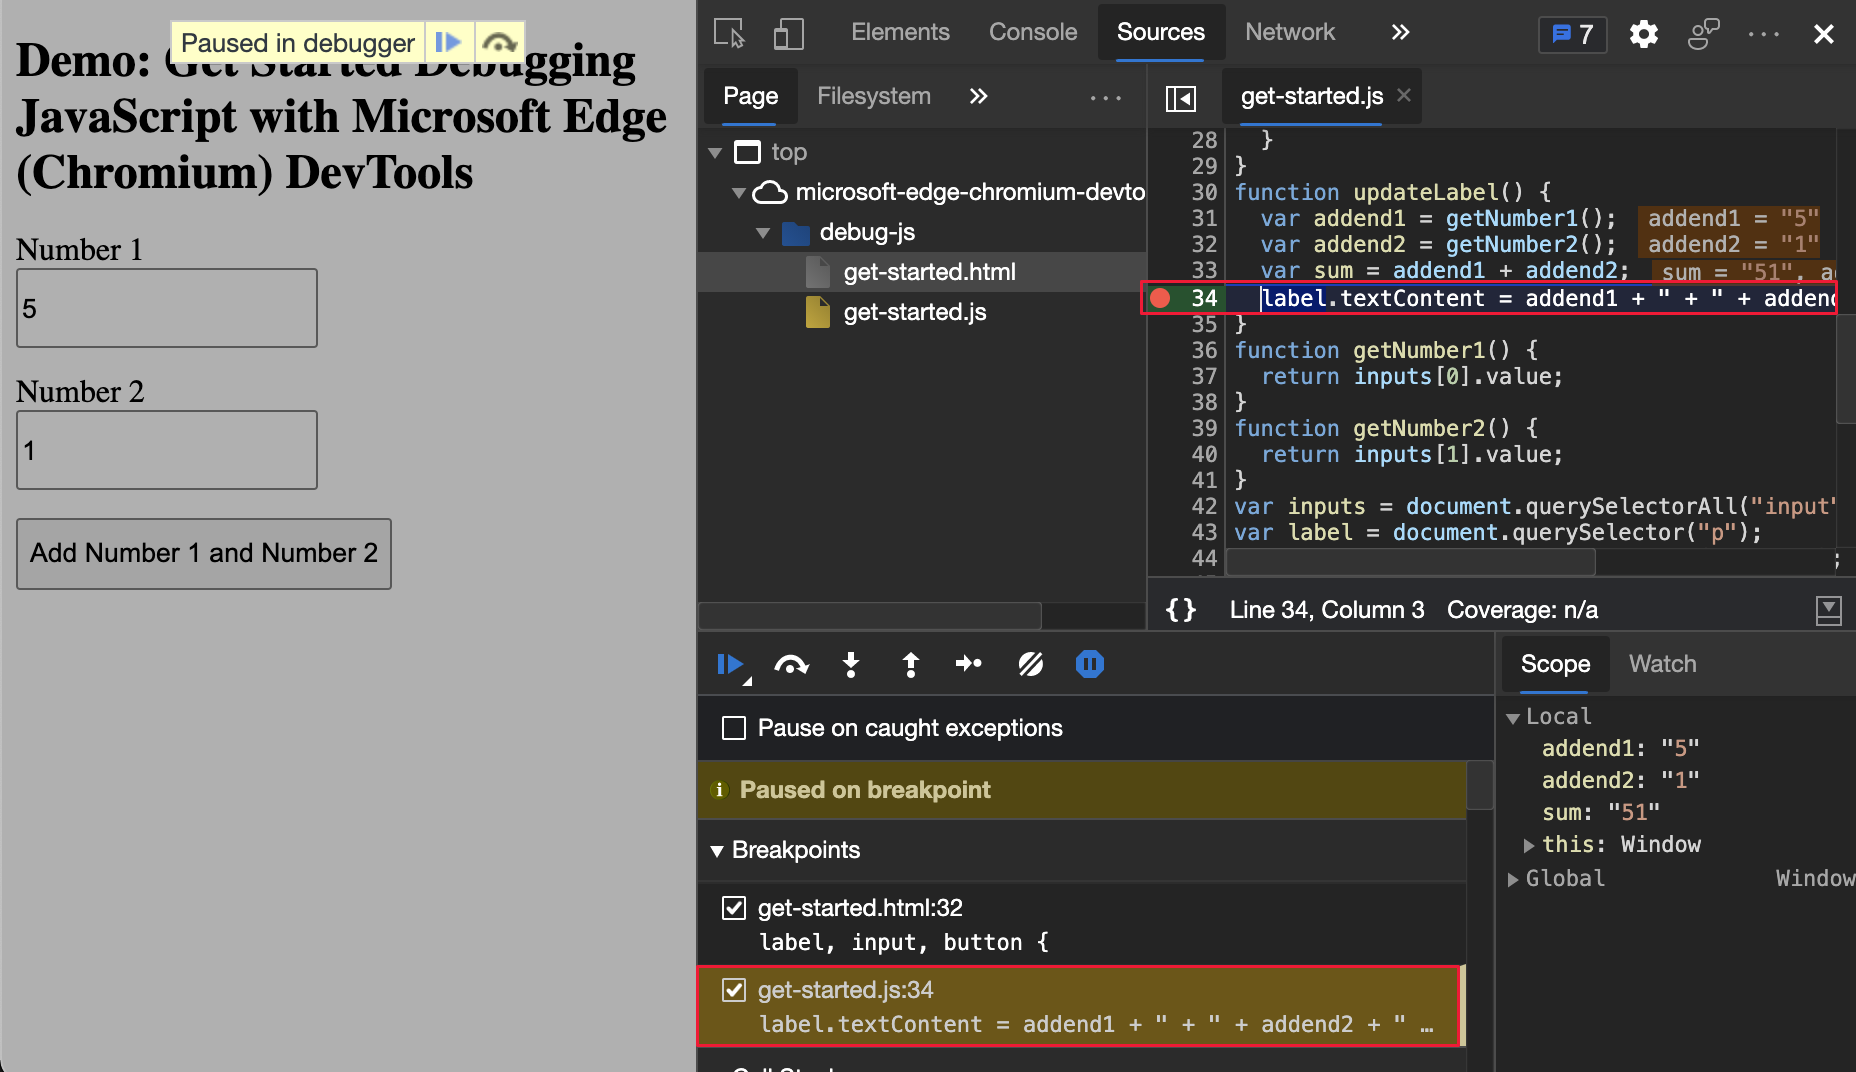 Paused in debugger
Demo: Get Started Debugging
JavaScript with Microsoft Edge
(Chromium) DevTools
Number 1
5
Number 2
1
Add Number 1 and Number 2
Elements Console Sources Network » 7
Page Filesystem »
top
microsoft-edge-chromium-devto
debug-js
get-started.html
get-started.js
get-started.js ×
28 }
29 }
30 function updateLabel() {
31 var addend1 = getNumber1(); addend1 = "5"
32 var addend2 = getNumber2(); addend2 = "1"
33 var sum = addend1 + addend2; sum = "51", a
34 label.textContent = addend1 + " + " + adden
35 }
36 function getNumber1() {
37 return inputs[0].value;
38 }
39 function getNumber2() {
40 return inputs[1].value;
41 }
42 var inputs = document.querySelectorAll("input"
43 var label = document.querySelector("p");
44 ;
{} Line 34, Column 3 Coverage: n/a
Pause on caught exceptions
Paused on breakpoint
Breakpoints
get-started.html:32
label, input, button {
get-started.js:34
label.textContent = addend1 + " + " + addend2 + " …
Scope Watch
Local
addend1: "5"
addend2: "1"
sum: "51"
this: Window
Global Window